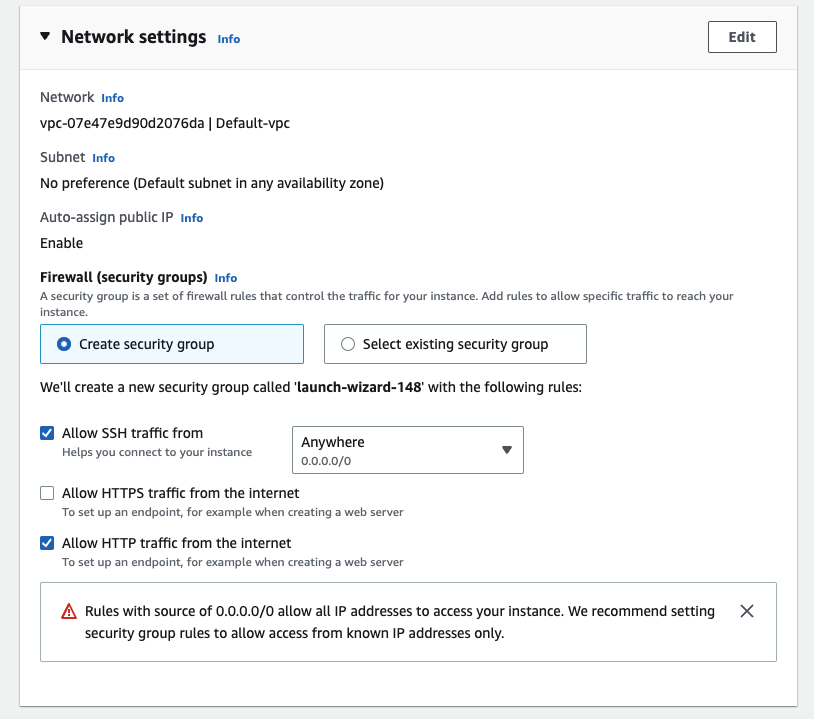 Network settings Info
Edit
Network Info
vpc-07e47e9d90d2076da | Default-vpc
Subnet Info
No preference (Default subnet in any availability zone)
Auto-assign public IP Info
Enable
Firewall (security groups) Info
A security group is a set of firewall rules that control the traffic for your instance. Add rules to allow specific traffic to reach your
instance.
Create security group
Select existing security group
We'll create a new security group called 'launch-wizard-148' with the following rules:
Allow SSH traffic from
Helps you connect to your instance
Anywhere
0.0.0.0/0
Allow HTTPS traffic from the internet
To set up an endpoint, for example when creating a web server
Allow HTTP traffic from the internet
To set up an endpoint, for example when creating a web server
Rules with source of 0.0.0.0/0 allow all IP addresses to access your instance. We recommend setting
security group rules to allow access from known IP addresses only.